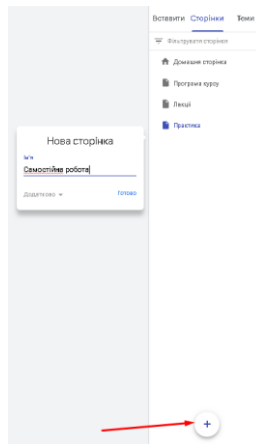 Вставити Сторінки Теми
Фільтрувати сторінки
Домашня сторінка
Програма курсу
Лекції
Практика
Нова сторінка
Ім'я
Самостійна робота
Додатково
Готово